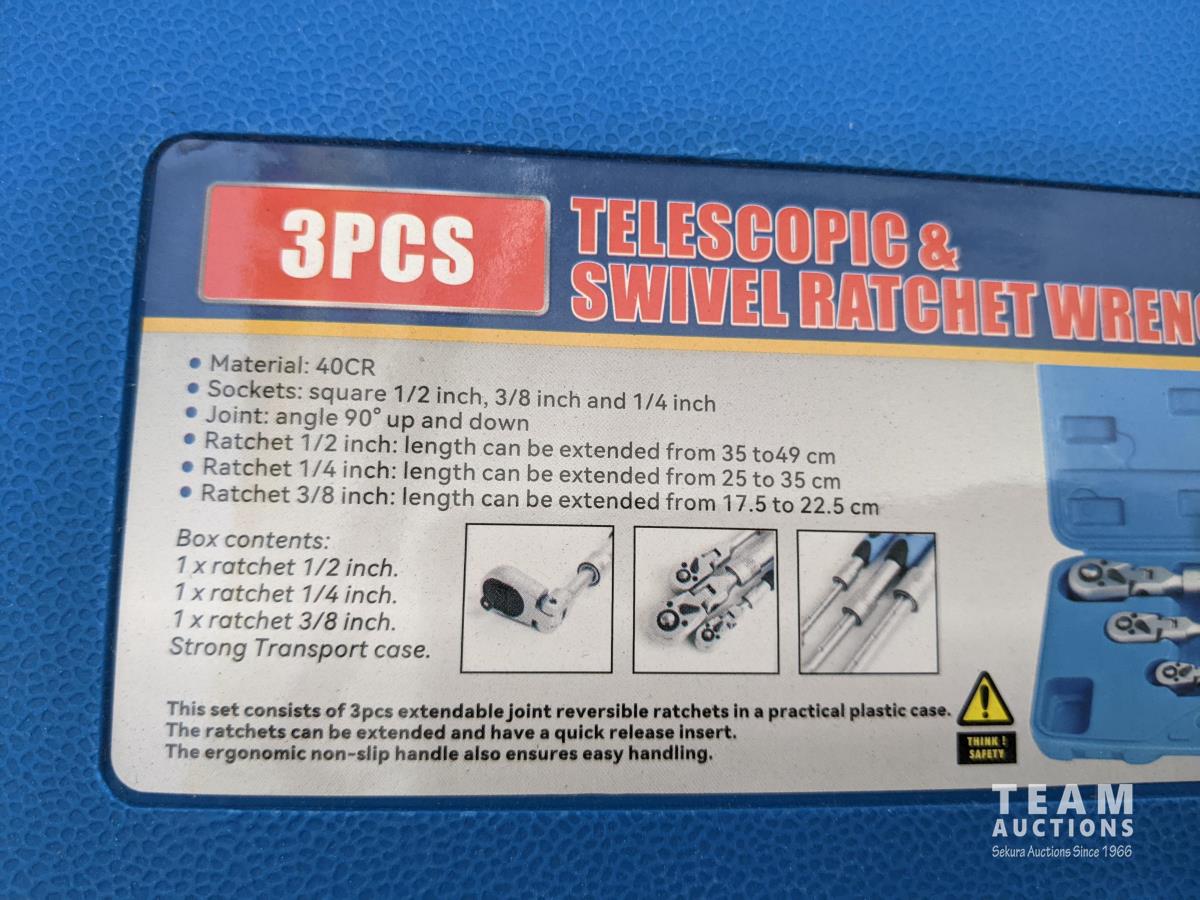 3PCS
TELESCOPIC &
SWIVEL RATCHET WREN
• Material: 40CR
• Sockets: square 1/2 inch, 3/8 inch and 1/4 inch
• Joint: angle 90° up and down
• Ratchet 1/2 inch: length can be extended from 35 to49 cm
• Ratchet 1/4 inch: length can be extended from 25 to 35 cm
• Ratchet 3/8 inch: length can be extended from 17.5 to 22.5 cm
Box contents:
1 x ratchet 1/2 inch.
1 x ratchet 1/4 inch.
1 x ratchet 3/8 inch.
Strong Transport case.
This set consists of 3pcs extendable joint reversible ratchets in a practical plastic case.
The ratchets can be extended and have a quick release insert.
The ergonomic non-slip handle also ensures easy handling.
THINK !
SAFETY
TEAM
AUCTIONS
Sekura Auctions Since 1966